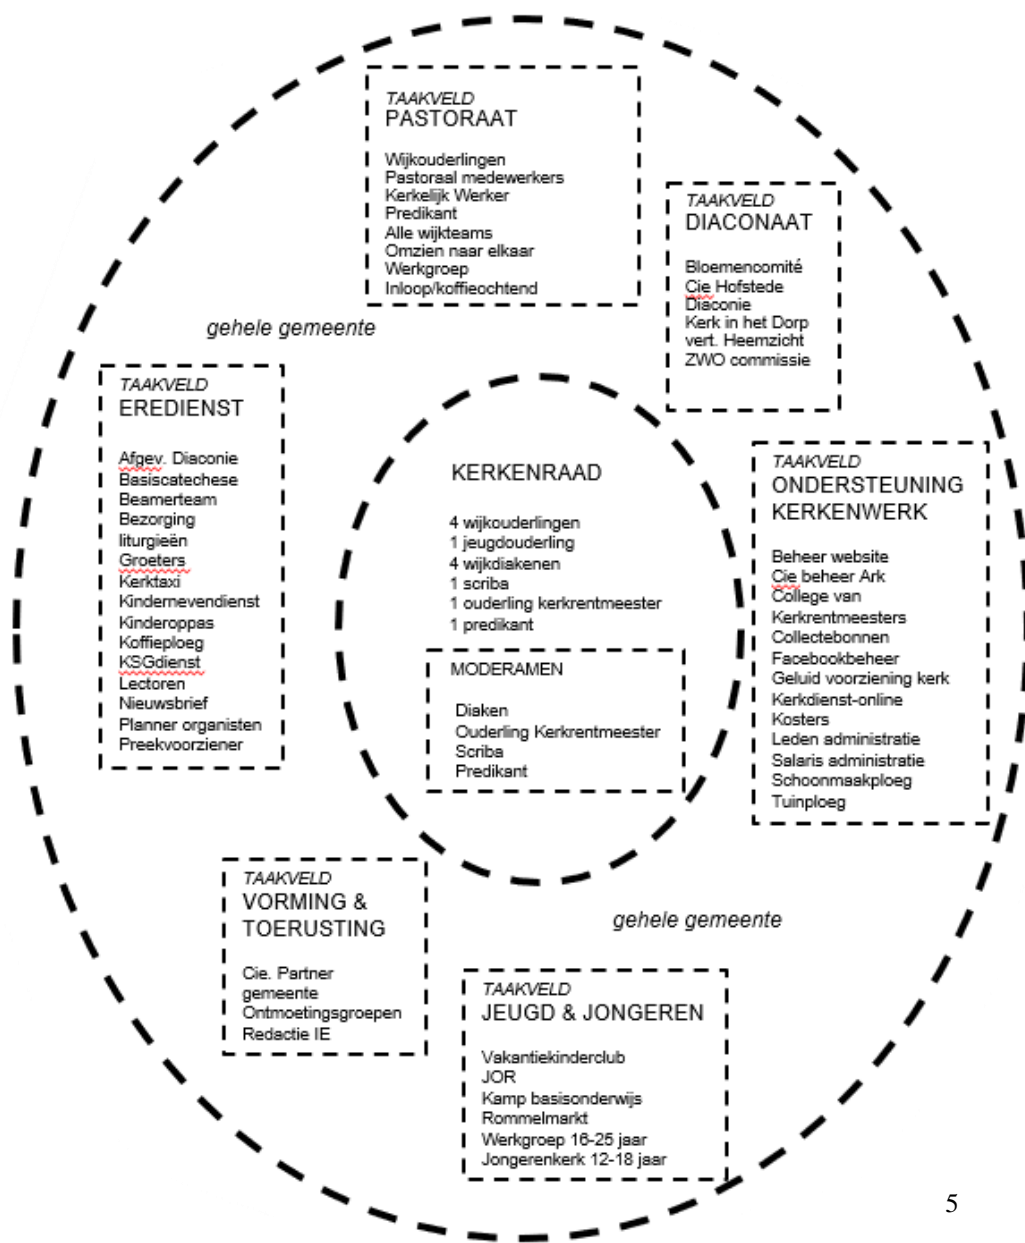 TAAKVELD
PASTORAAT
Wijkouderlingen
Pastoraal medewerkers
Kerkelijk Werker
Predikant
Alle wijkteams
Omzien naar elkaar
Werkgroep
Inloop/koffieochtend
TAAKVELD
DIACONAAT
Bloemencomité
Cie Hofstede
Diaconie
Kerk in het Dorp
vert. Heemzicht
ZWO commissie
gehele gemeente
TAAKVELD
EREDIENST
Afgev. Diaconie
Basiscatechese
Beamerteam
Bezorging
liturgieën
Groeters
Kerktaxi
Kindernevendienst
Kinderoppas
Koffieploeg
KSGdienst
Lectoren
Nieuwsbrief
Planner organisten
Preekvoorziener
KERKENRAAD
4 wijkouderlingen
1 jeugdouderling
4 wijkdiakenen
1 scriba
1 ouderling kerkrentmeester
1 predikant
MODERAMEN
Diaken
Ouderling Kerkrentmeester
Scriba
Predikant
TAAKVELD
ONDERSTEUNING
KERKENWERK
Beheer website
Cie beheer Ark
College van
Kerkrentmeesters
Collectebonnen
Facebookbeheer
Geluid voorziening kerk
Kerkdienst-online
Kosters
Leden administratie
Salaris administratie
Schoonmaakploeg
Tuinploeg
TAAKVELD
VORMING &
TOERUSTING
Cie. Partner
gemeente
Ontmoetingsgroepen
Redactie IE
gehele gemeente
TAAKVELD
JEUGD & JONGEREN
Vakantiekinderclub
JOR
Kamp basisonderwijs
Rommelmarkt
Werkgroep 16-25 jaar
Jongerenkerk 12-18 jaar
5